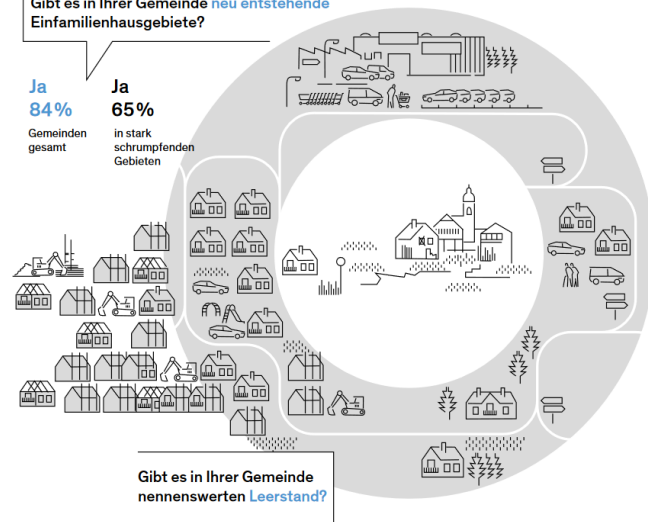 Gibt es in Ihrer Gemeinde neu entstehende
Einfamilienhausgebiete?
Ja
84%
Gemeinden
gesamt
Ja
65%
in stark
schrumpfenden
Gebieten
Gibt es in Ihrer Gemeinde
nennenswerten Leerstand?